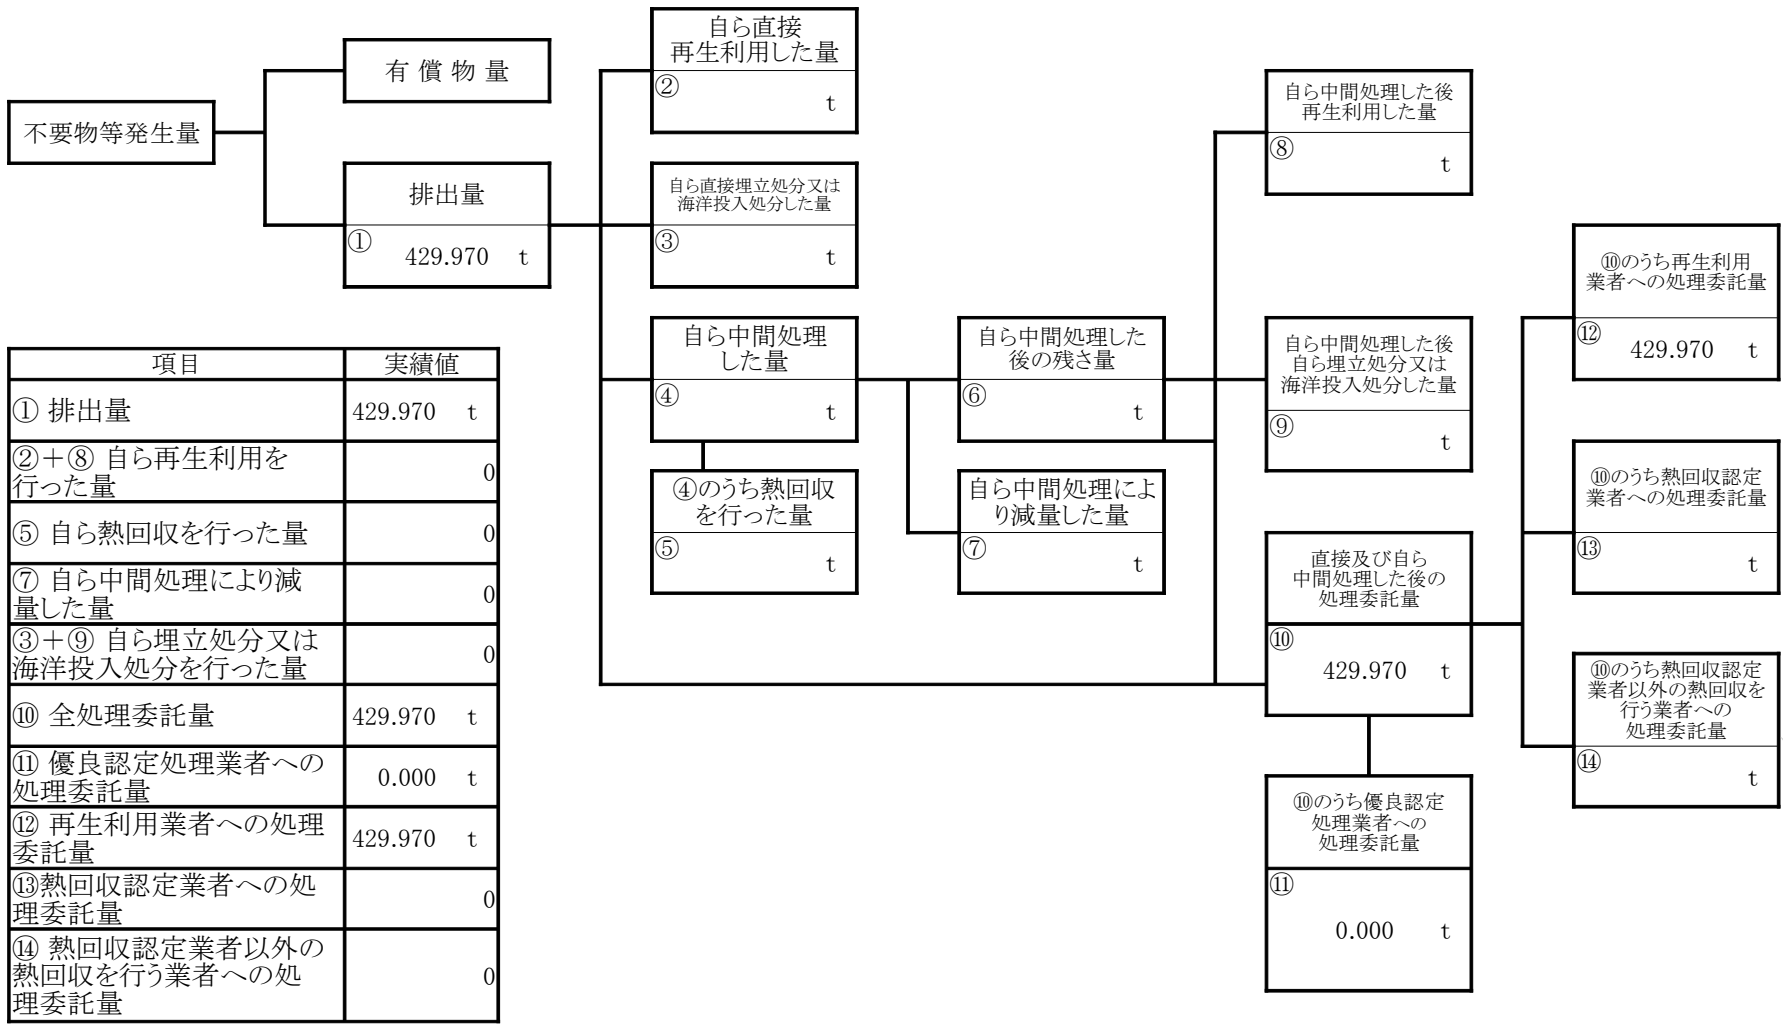 不要物等発生量
有 償 物 量
排出量
① 429.970 t
自ら直接
再生利用した量
② t
自ら直接埋立処分又は
海洋投入処分した量
③ t
自ら中間処理
した量
④ t
④のうち熱回収
を行った量
⑤ t
自ら中間処理した
後の残さ量
⑥ t
自ら中間処理によ
り減量した量
⑦ t
自ら中間処理した後
再生利用した量
⑧ t
自ら中間処理した後
自ら埋立処分又は
海洋投入処分した量
⑨ t
直接及び自ら
中間処理した後の
処理委託量
⑩ 429.970 t
⑩のうち優良認定
処理業者への
処理委託量
⑪ 0.000 t
⑩のうち再生利用
業者への処理委託量
⑫ 429.970 t
⑩のうち熱回収認定
業者への処理委託量
⑬ t
⑩のうち熱回収認定
業者以外の熱回収を
行う業者への
処理委託量
⑭ t
項目 実績値
① 排出量 429.970 t
②＋⑧ 自ら再生利用を
行った量 0
⑤ 自ら熱回収を行った量 0
⑦ 自ら中間処理により減
量した量 0
③＋⑨ 自ら埋立処分又は
海洋投入処分を行った量 0
⑩ 全処理委託量 429.970 t
⑪ 優良認定処理業者への
処理委託量 0.000 t
⑫ 再生利用業者への処理
委託量 429.970 t
⑬熱回収認定業者への処
理委託量 0
⑭ 熱回収認定業者以外の
熱回収を行う業者への処
理委託量 0